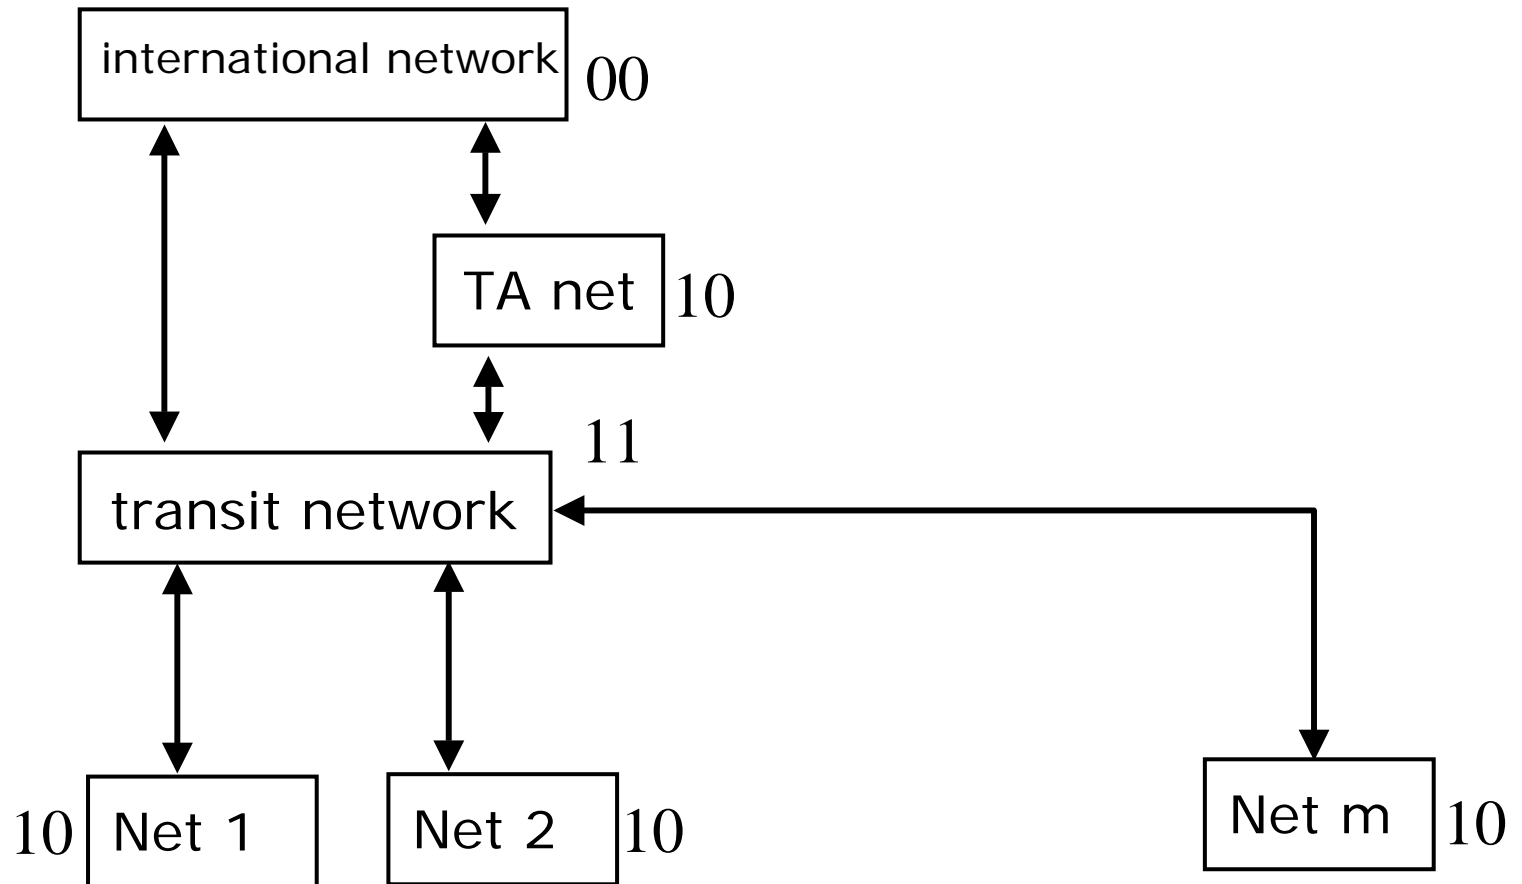 international network
00
TA net
10
11
transit network
10
Net 1
Net 2
10
Net m
10